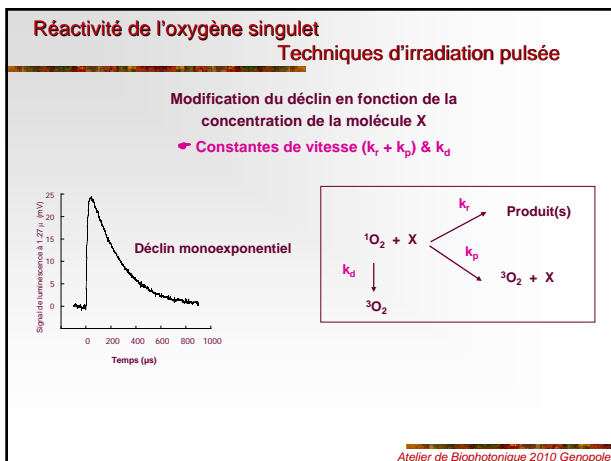 Réactivité de l'oxygène singulet
Techniques d'irradiation pulsée
Modification du déclin en fonction de la
concentration de la molécule X
☛ Constantes de vitesse (kr + kp) & kd
Signal de luminescence à 1.27 µ (mV)
25
20
15
10
5
0
Déclin monoexponentiel
0 200 400 600 800 1000
Temps (µs)
kr
Produit(s)
¹O₂ + X
kp
kd
³O₂ + X
³O₂
Atelier de Biophotonique 2010 Genopole